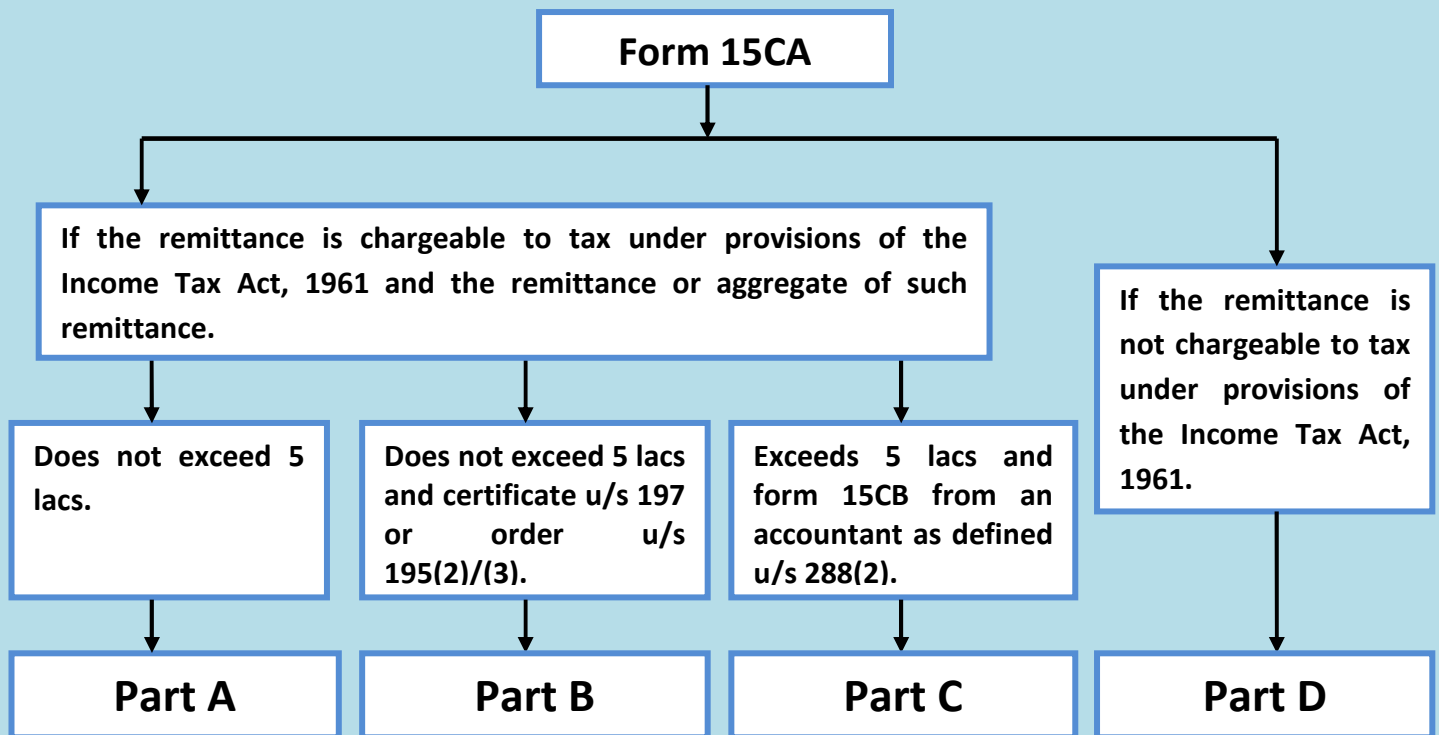 Form 15CA
If the remittance is chargeable to tax under provisions of the
Income Tax Act, 1961 and the remittance or aggregate of such
remittance.
If the remittance is
not chargeable to tax
under provisions of
the Income Tax Act,
1961.
Does not exceed 5
lacs.
Does not exceed 5 lacs
and certificate u/s 197
or order u/s
195(2)/(3).
Exceeds 5 lacs and
form 15CB from an
accountant as defined
u/s 288(2).
Part A
Part B
Part C
Part D